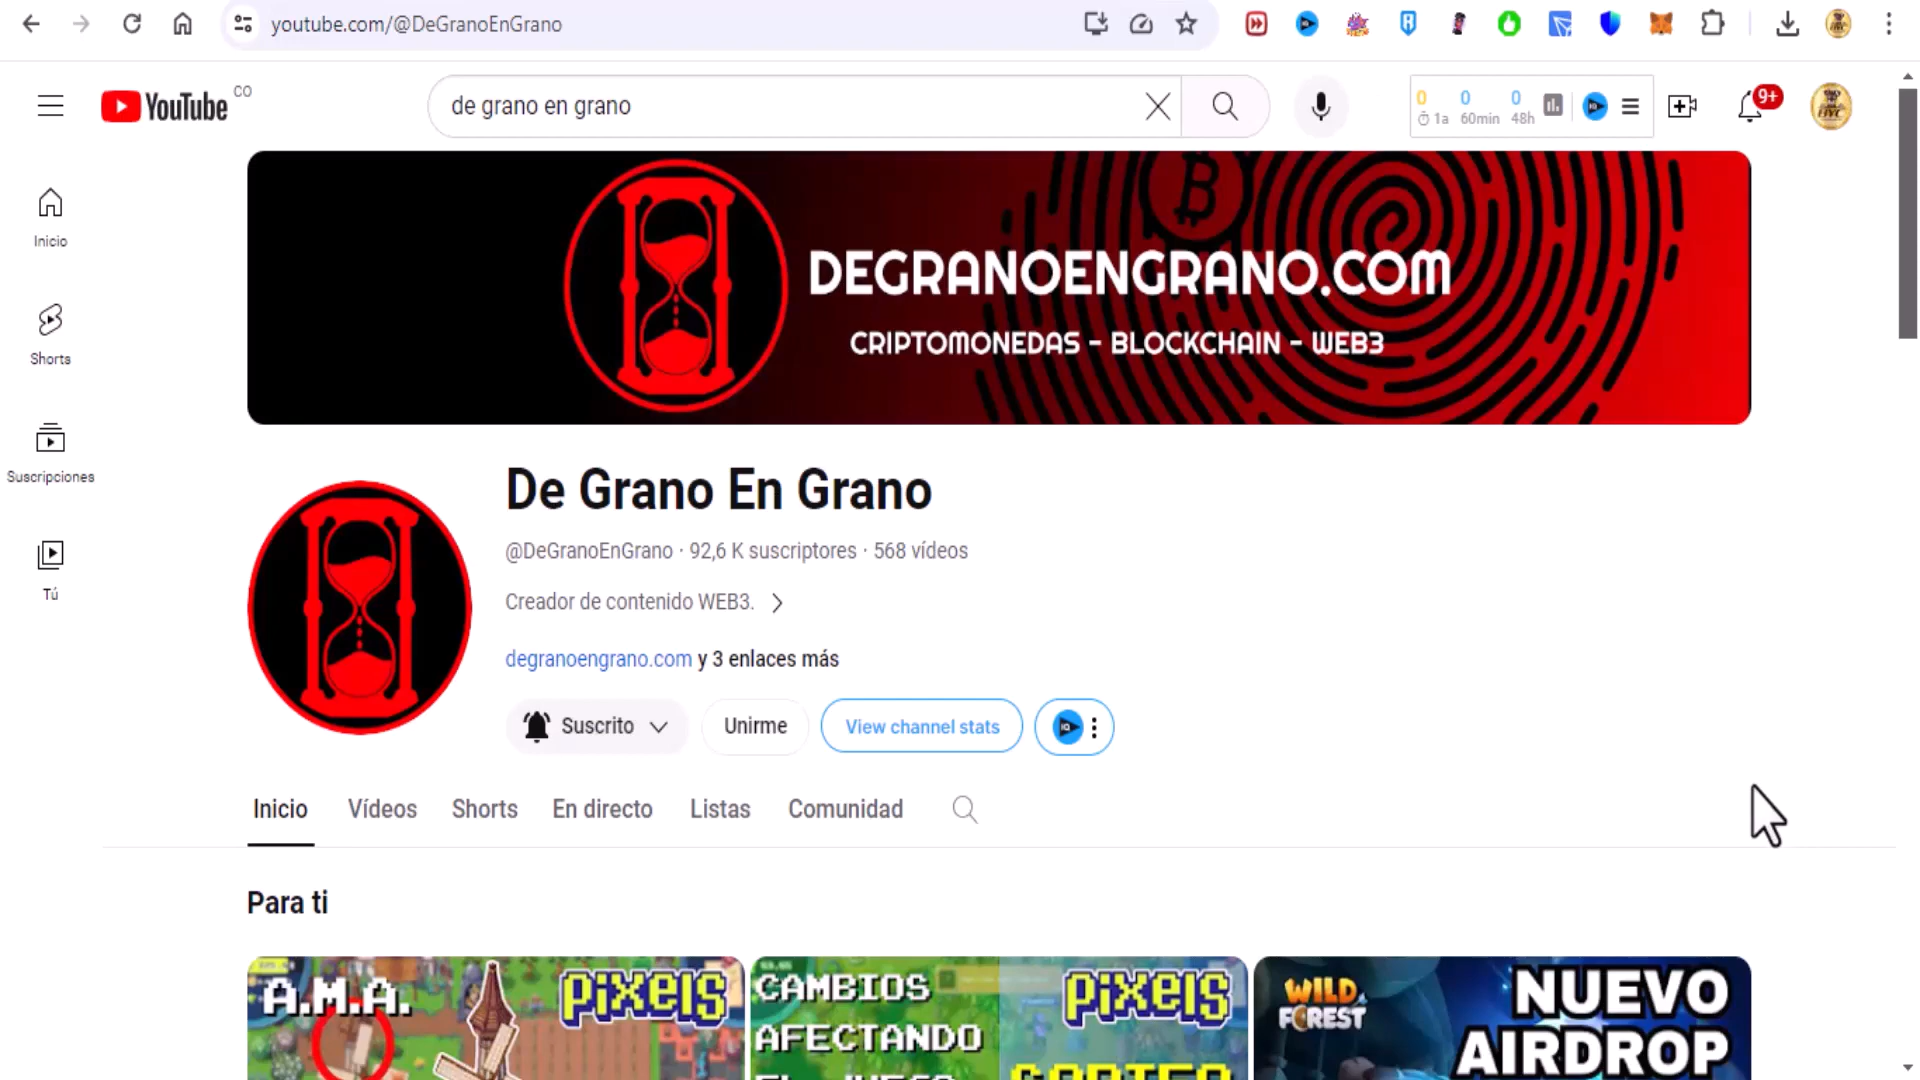 youtube.com/@DeGranoEnGrano
YouTube CO
de grano en grano
0 0 0
1a 60min 48h
9+
Inicio
Shorts
Suscripciones
Tú
DEGRANOENGRANO.COM
CRIPTOMONEDAS - BLOCKCHAIN - WEB3
De Grano En Grano
@DeGranoEnGrano · 92,6 K suscriptores · 568 vídeos
Creador de contenido WEB3.
degranoengrano.com y 3 enlaces más
Suscrito Unirme View channel stats
Inicio Vídeos Shorts En directo Listas Comunidad
Para ti
A.M.A. PIXELS
CAMBIOS PIXELS
AFECTANDO
WILD FOREST
NUEVO
AIRDROP